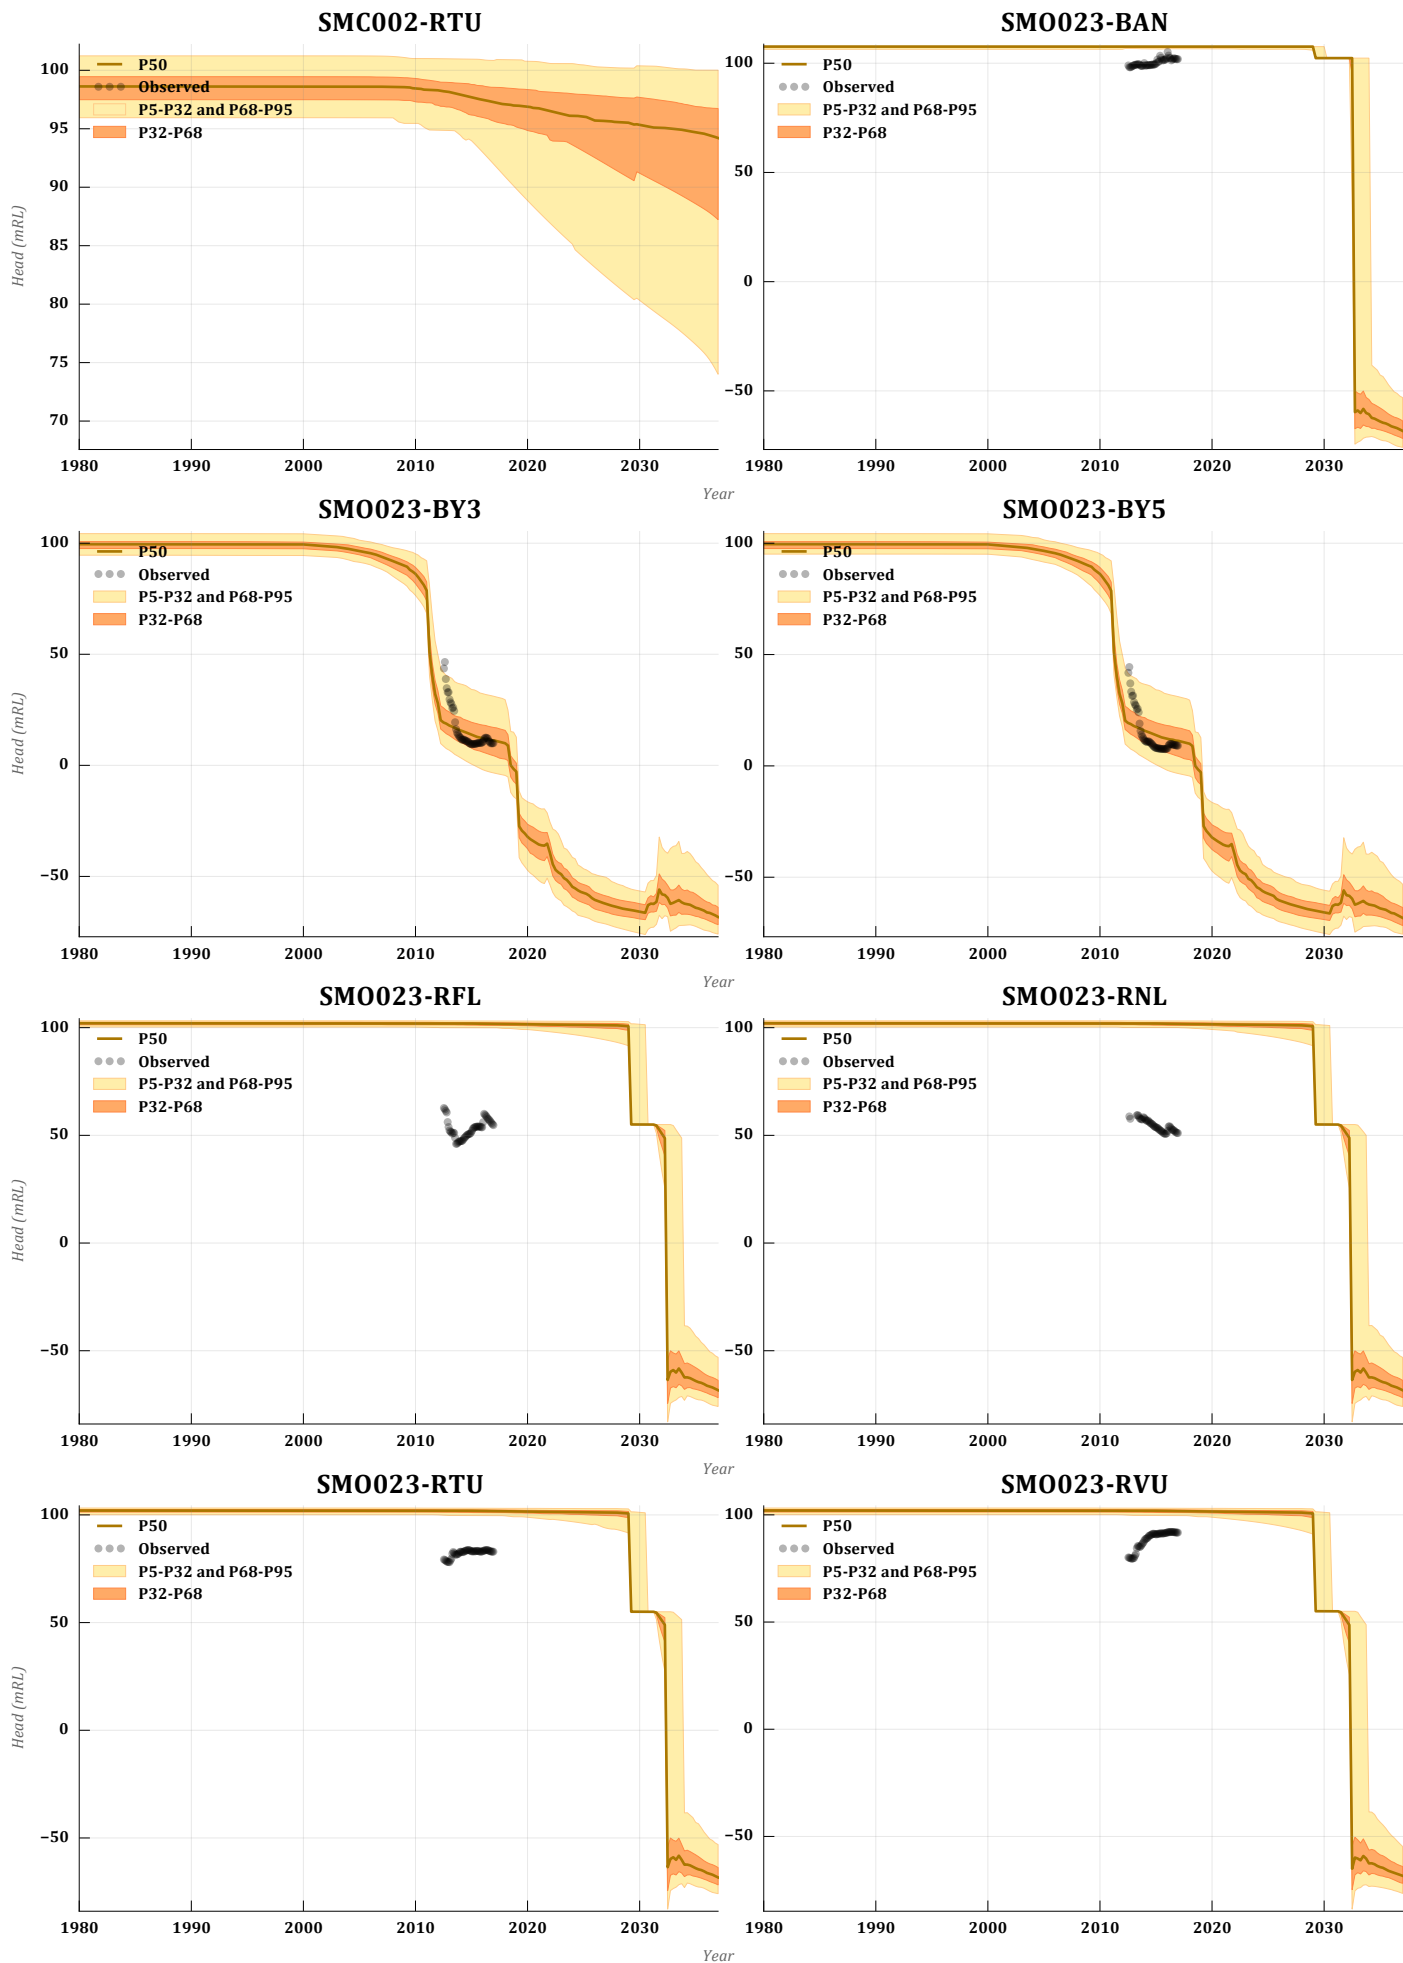 SMC002-RTU
100
95
90
85
80
75
70
Head (mRL)
P50
Observed
P5-P32 and P68-P95
P32-P68
1980 1990 2000 2010 2020 2030
Year
SMO023-BAN
100
50
0
−50
P50
Observed
P5-P32 and P68-P95
P32-P68
1980 1990 2000 2010 2020 2030
SMO023-BY3
100
50
0
−50
Head (mRL)
P50
Observed
P5-P32 and P68-P95
P32-P68
1980 1990 2000 2010 2020 2030
Year
SMO023-BY5
100
50
0
−50
P50
Observed
P5-P32 and P68-P95
P32-P68
1980 1990 2000 2010 2020 2030
SMO023-RFL
100
50
0
−50
Head (mRL)
P50
Observed
P5-P32 and P68-P95
P32-P68
1980 1990 2000 2010 2020 2030
Year
SMO023-RNL
100
50
0
−50
P50
Observed
P5-P32 and P68-P95
P32-P68
1980 1990 2000 2010 2020 2030
SMO023-RTU
100
50
0
−50
Head (mRL)
P50
Observed
P5-P32 and P68-P95
P32-P68
1980 1990 2000 2010 2020 2030
Year
SMO023-RVU
100
50
0
−50
P50
Observed
P5-P32 and P68-P95
P32-P68
1980 1990 2000 2010 2020 2030